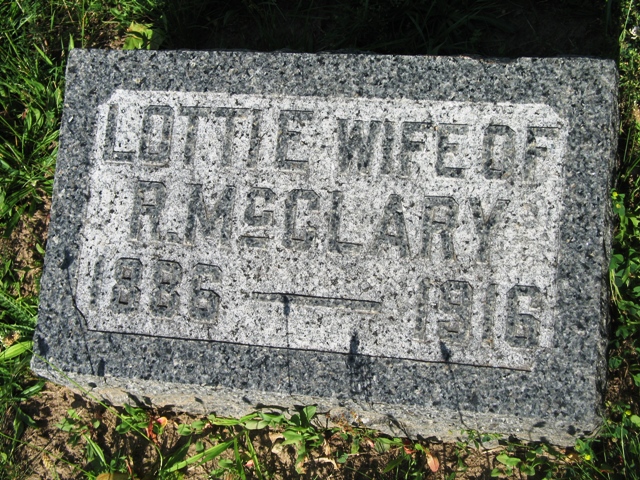 LOTTIE WIFE OF
R. McCLARY
1886 — 1916